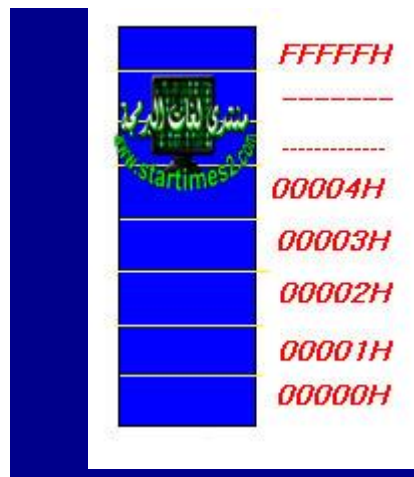 FFFFFH
--------
------------
منتدى لغات البرمجة
www.startimes2.com
00004H
00003H
00002H
00001H
00000H